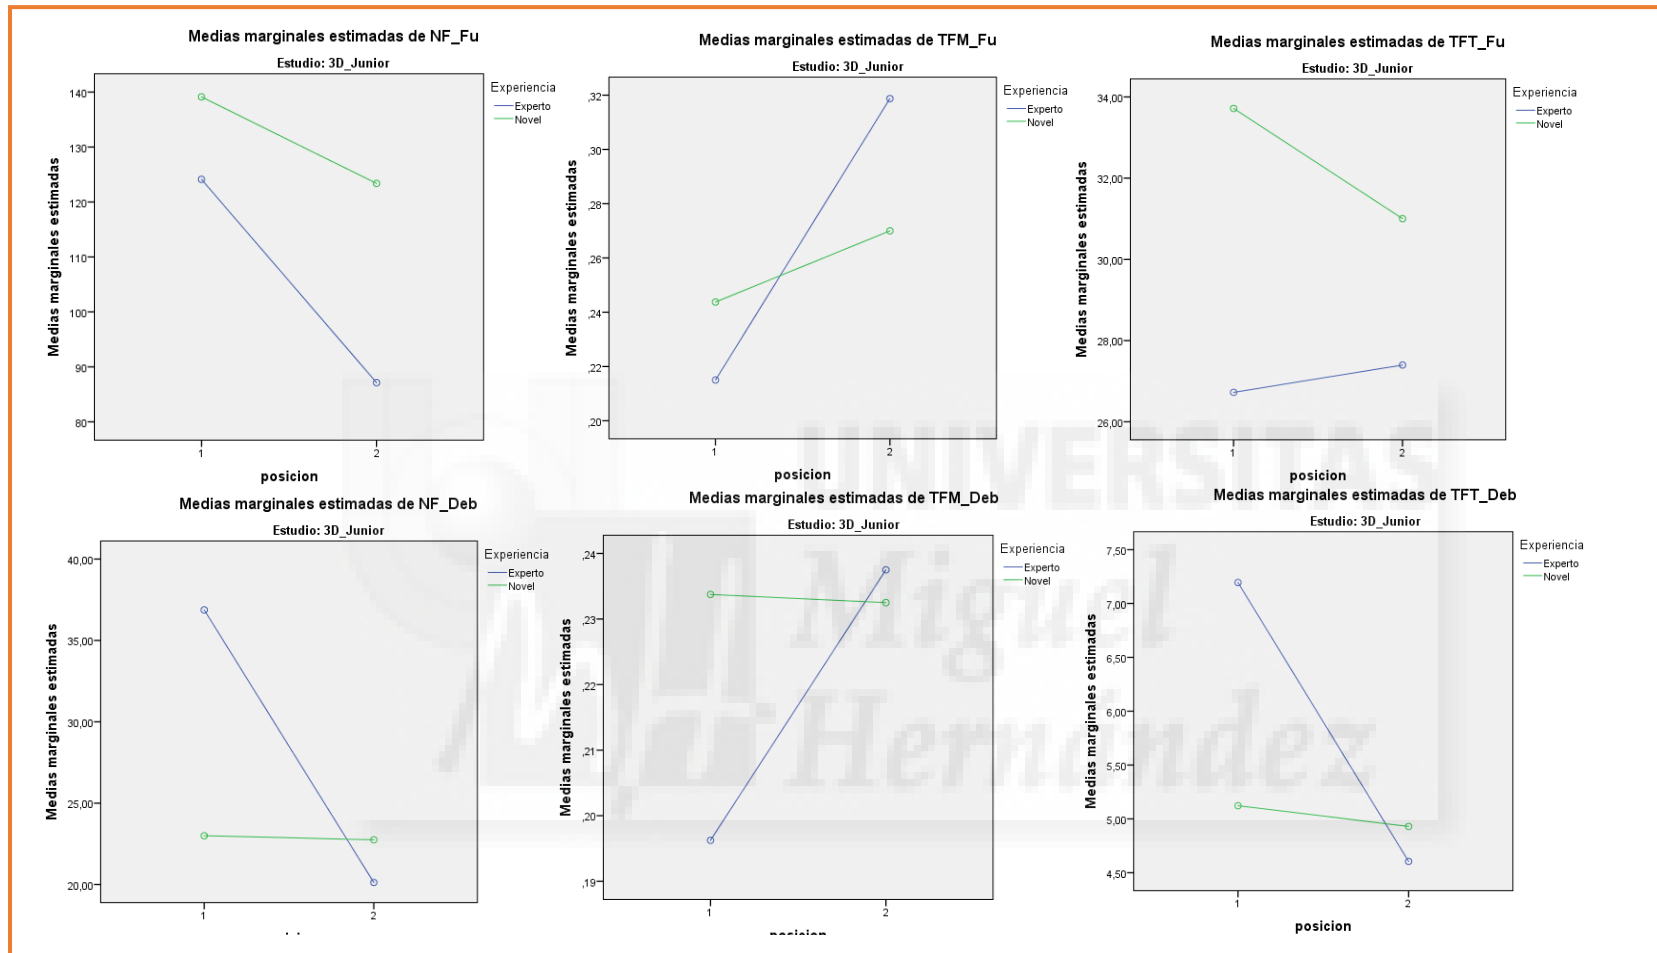 Medias marginales estimadas de NF_Fu
Estudio: 3D_Junior
Experiencia
Experto
Novel
Medias marginales estimadas
140
130
120
110
100
90
80
1 2
posicion
Medias marginales estimadas de TFM_Fu
Estudio: 3D_Junior
Experiencia
Experto
Novel
Medias marginales estimadas
,32
,30
,28
,26
,24
,22
,20
1 2
posicion
Medias marginales estimadas de TFT_Fu
Estudio: 3D_Junior
Experiencia
Experto
Novel
Medias marginales estimadas
34,00
32,00
30,00
28,00
26,00
1 2
posicion
Medias marginales estimadas de NF_Deb
Estudio: 3D_Junior
Experiencia
Experto
Novel
Medias marginales estimadas
40,00
35,00
30,00
25,00
20,00
1 2
Medias marginales estimadas de TFM_Deb
Estudio: 3D_Junior
Experiencia
Experto
Novel
Medias marginales estimadas
,24
,23
,22
,21
,20
,19
1 2
posicion
Medias marginales estimadas de TFT_Deb
Estudio: 3D_Junior
Experiencia
Experto
Novel
Medias marginales estimadas
7,50
7,00
6,50
6,00
5,50
5,00
4,50
1 2
posicion
UNIVERSITAS
Miguel
Hernández